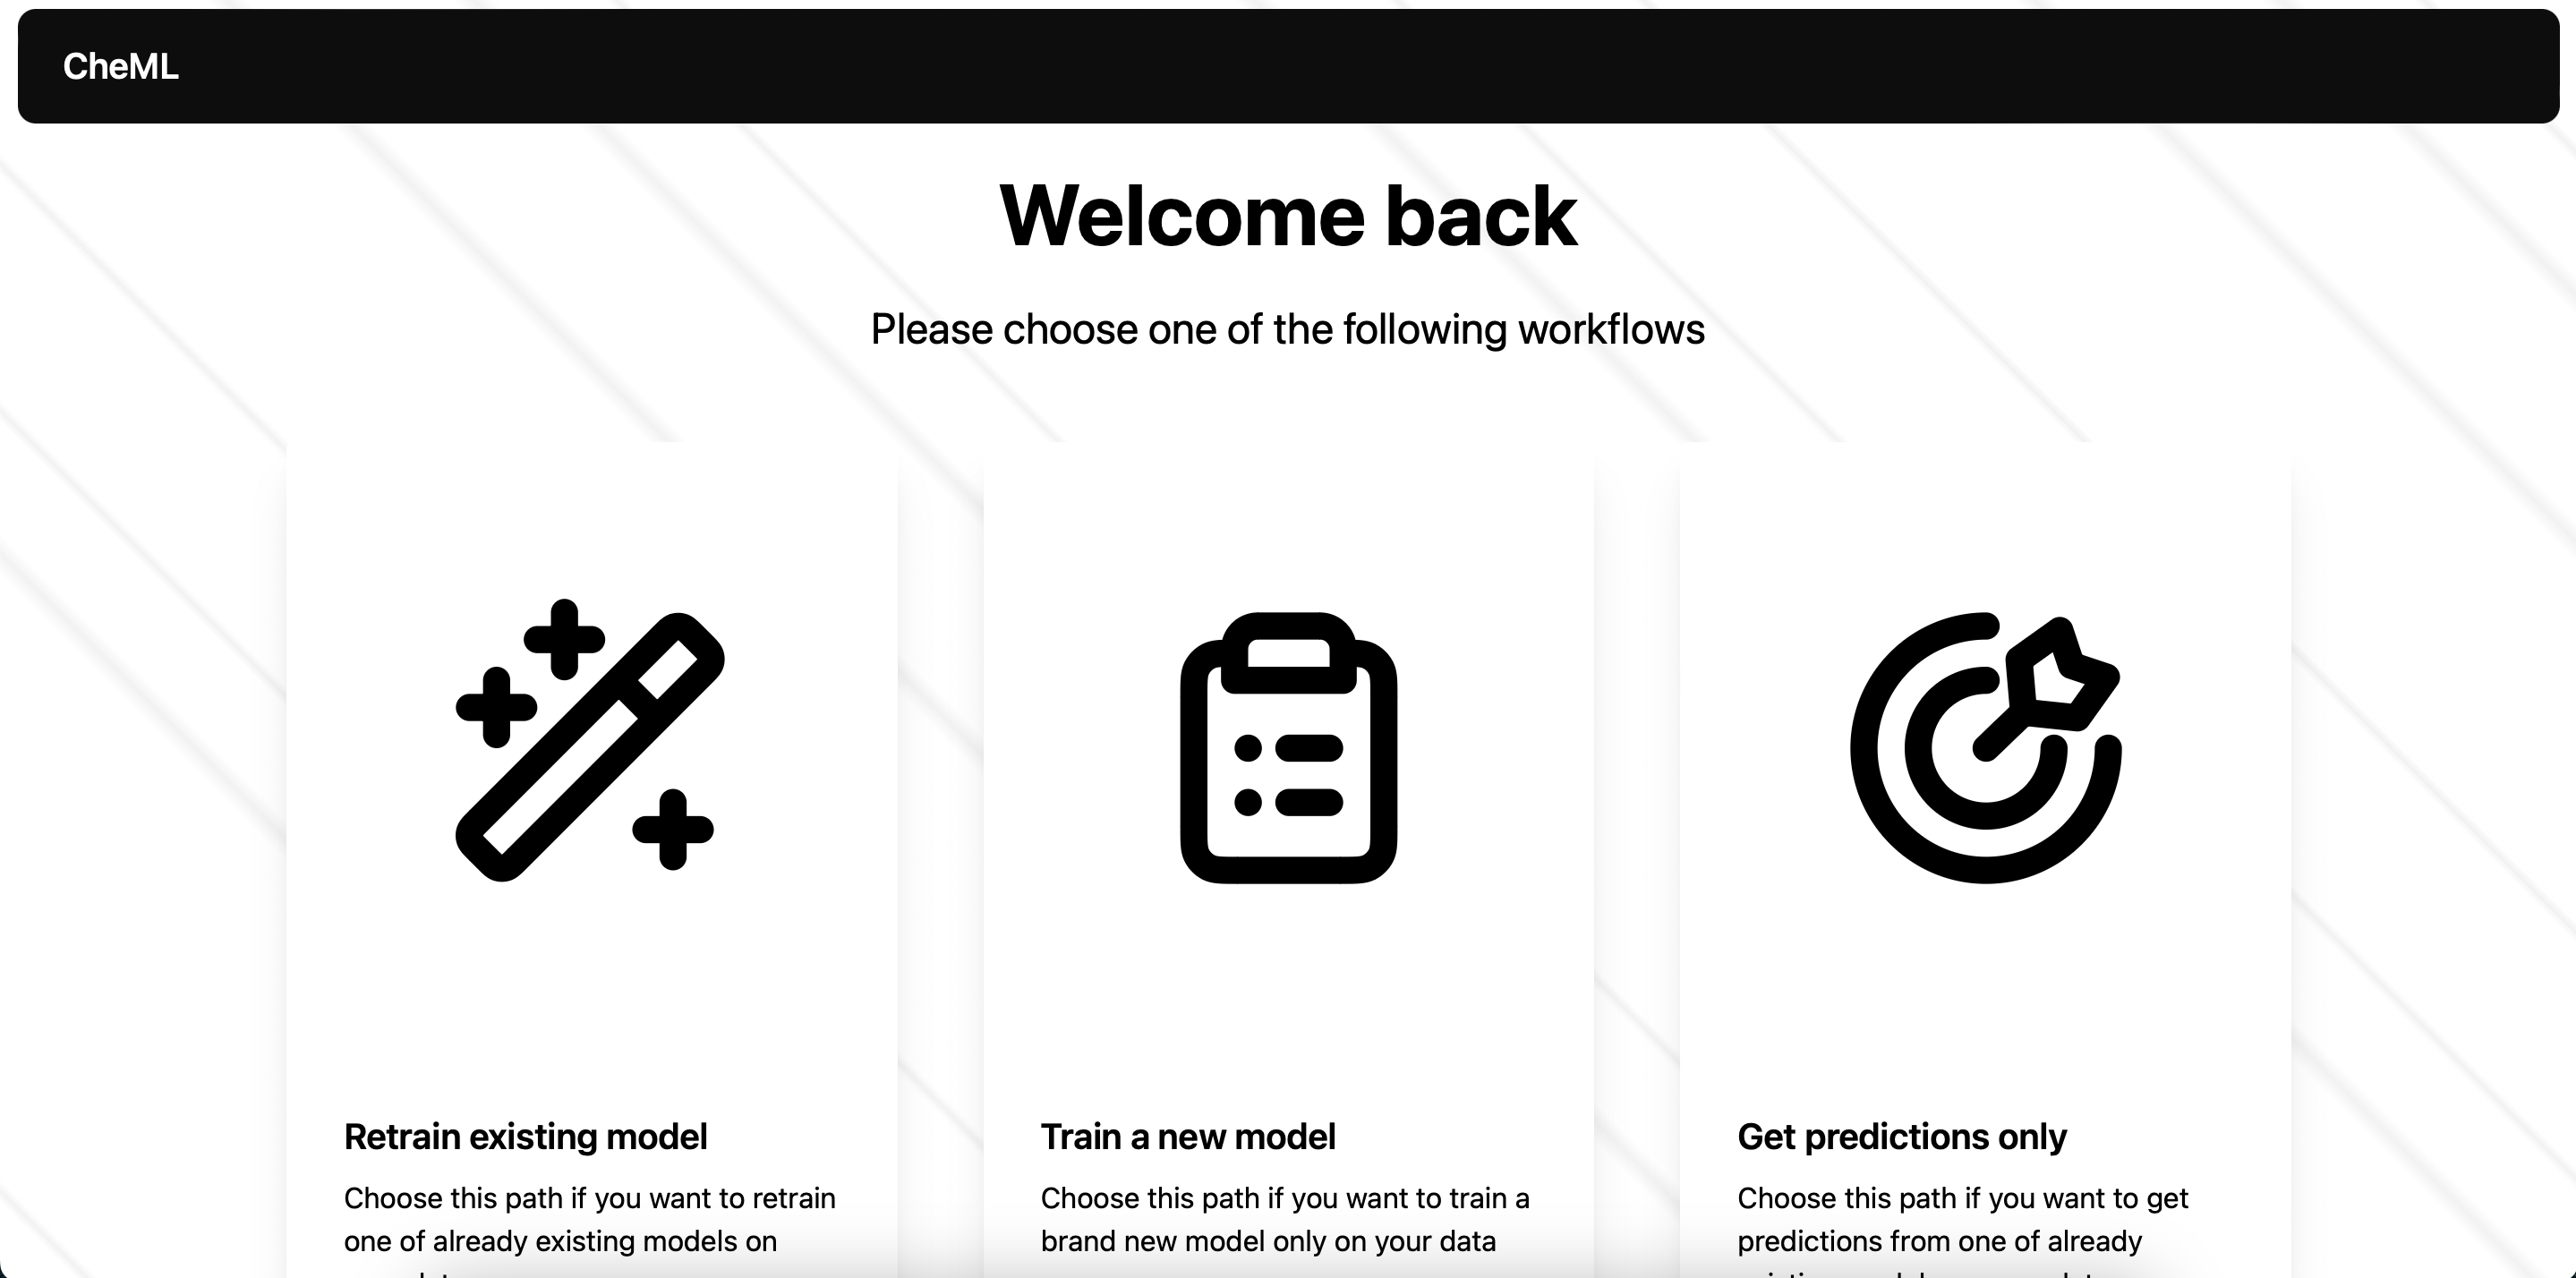 CheML
Welcome back
Please choose one of the following workflows
Retrain existing model
Choose this path if you want to retrain
one of already existing models on
Train a new model
Choose this path if you want to train a
brand new model only on your data
Get predictions only
Choose this path if you want to get
predictions from one of already